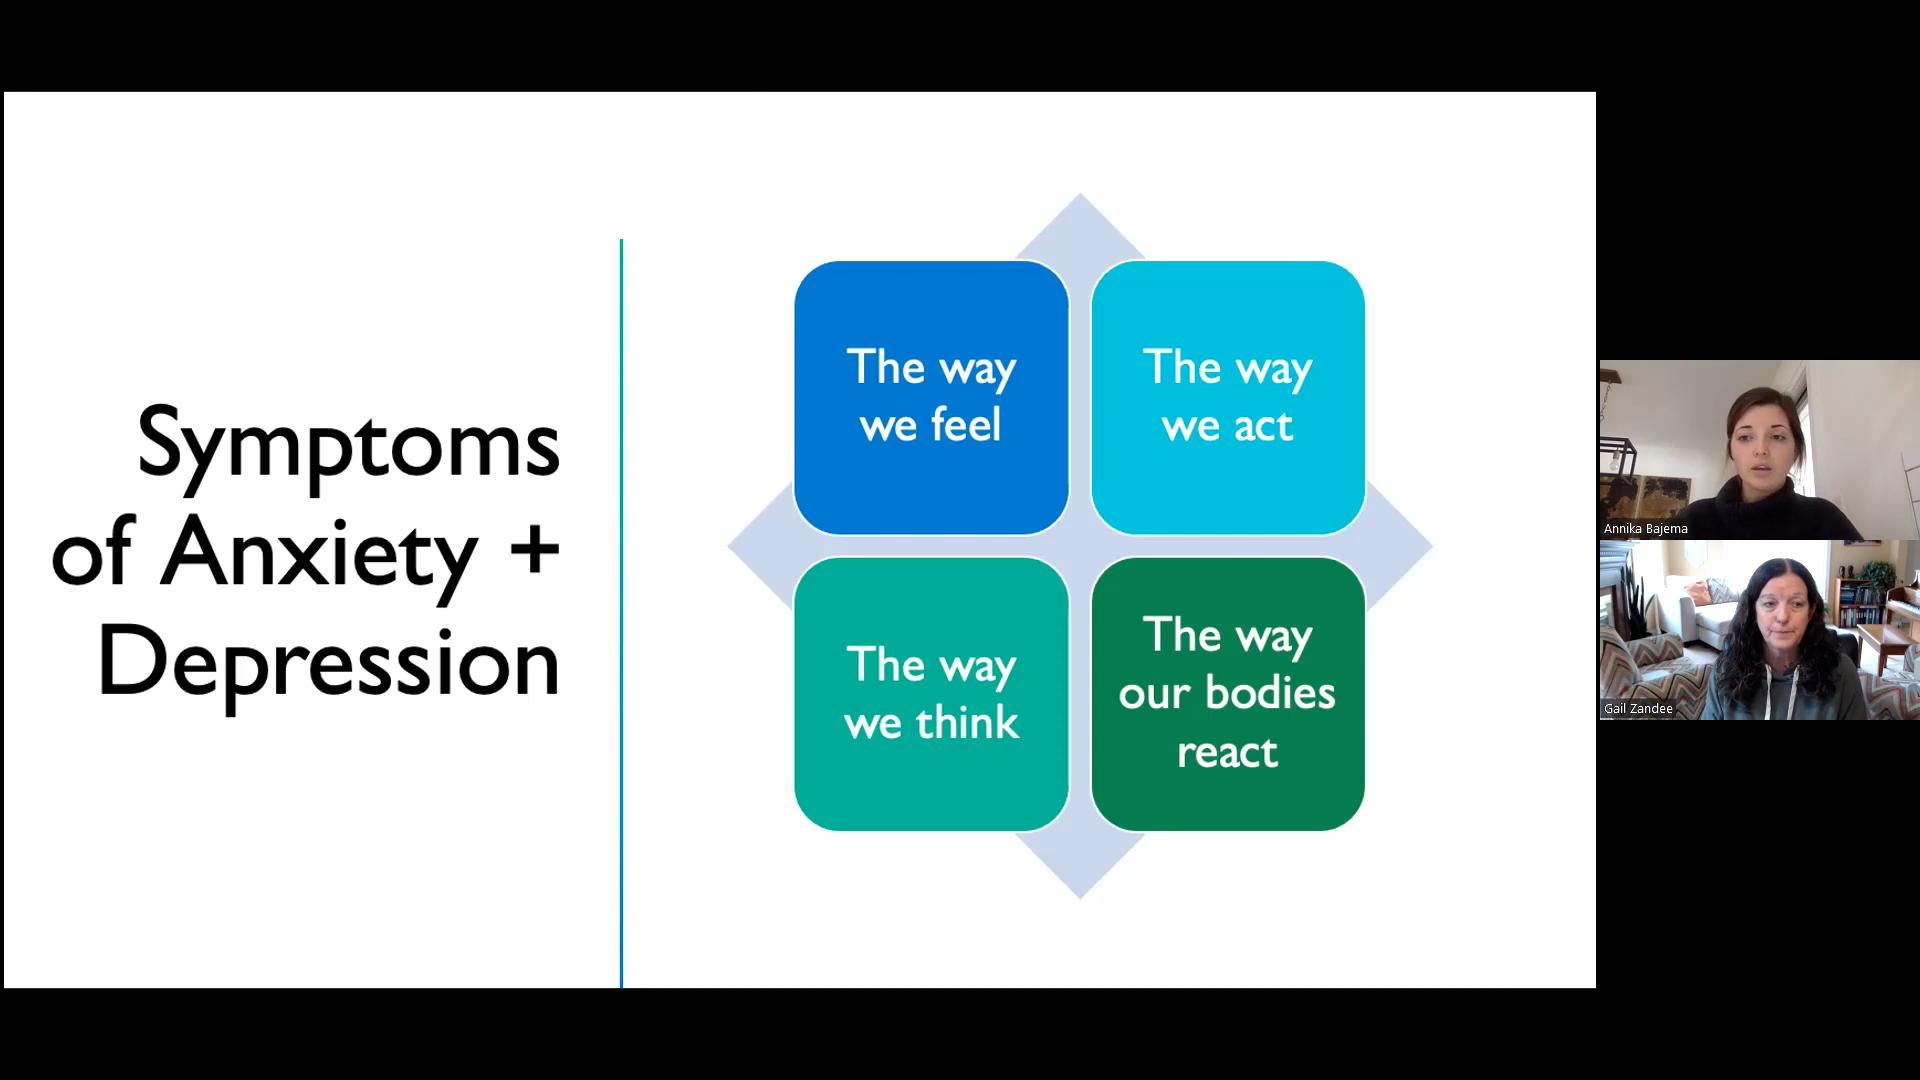 Symptoms
of Anxiety +
Depression
The way
we feel
The way
we act
The way
we think
The way
our bodies
react
Annika Bajema
Gail Zandee